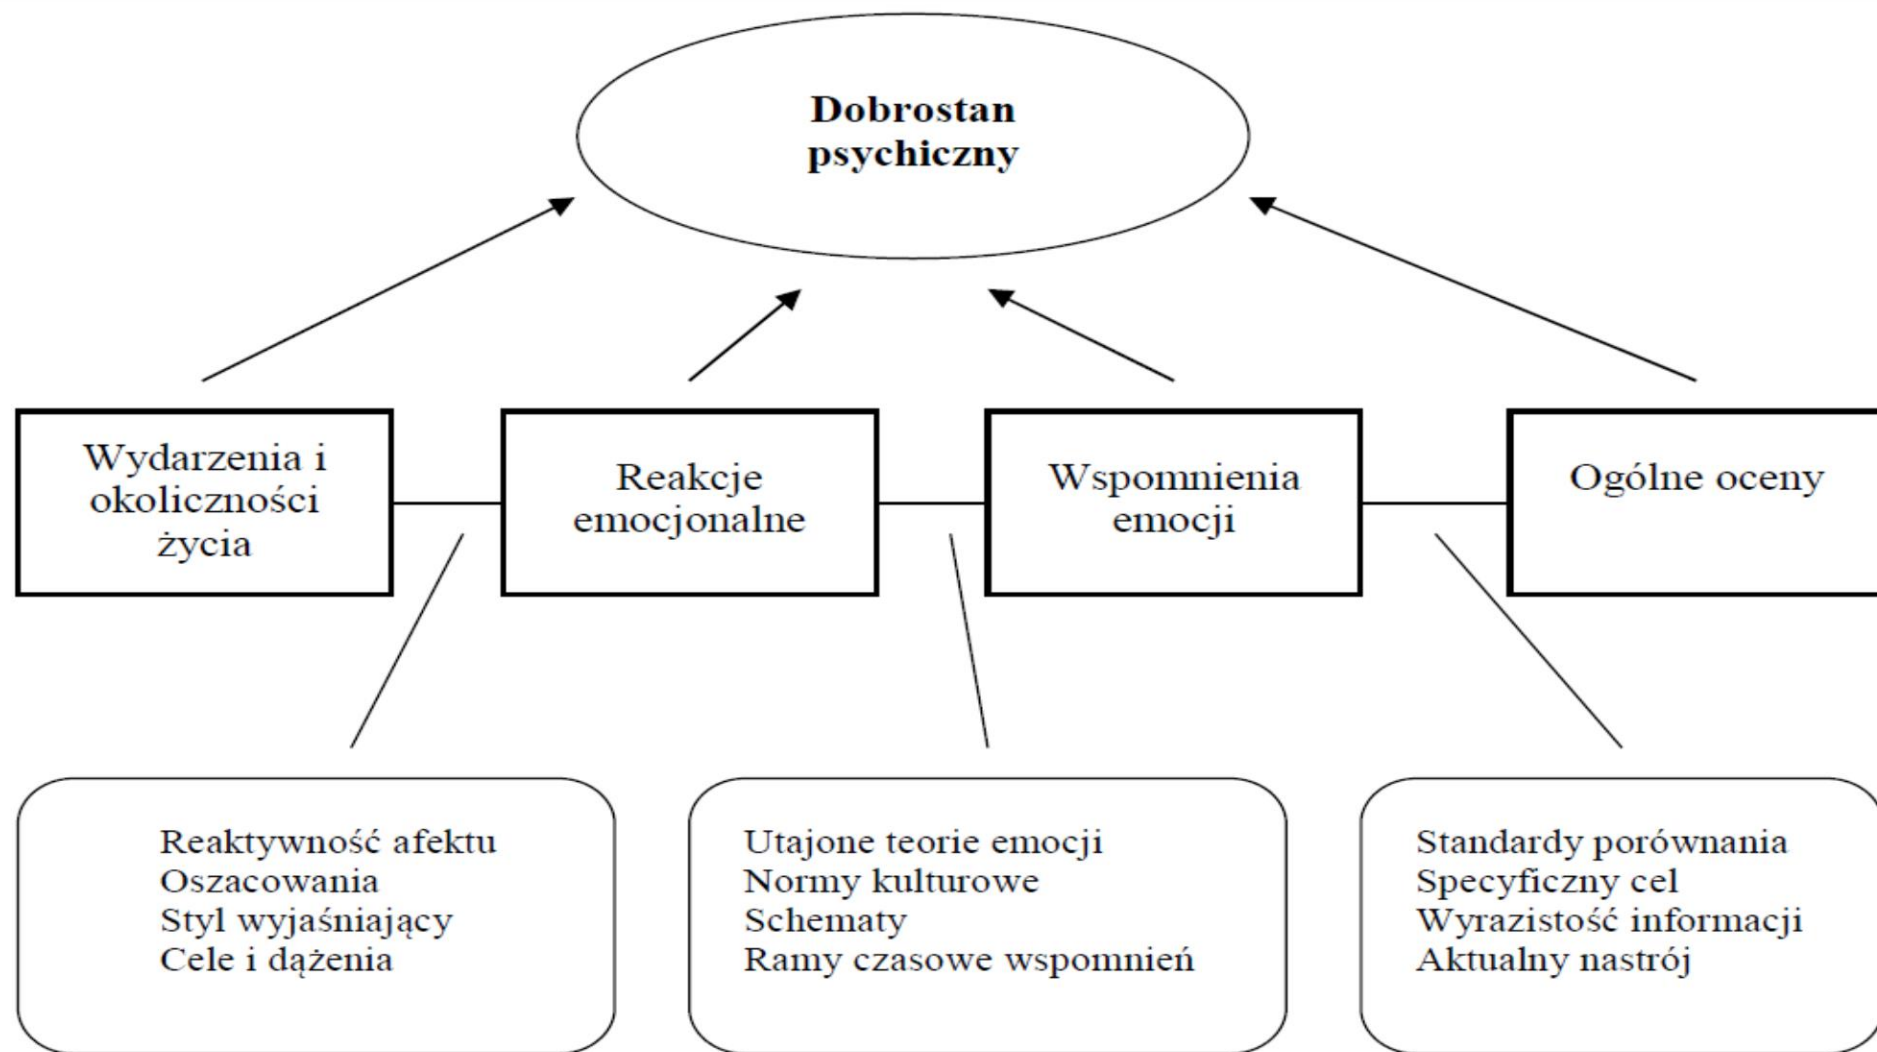 Dobrostan
psychiczny
Wydarzenia i
okoliczności
życia
Reakcje
emocjonalne
Wspomnienia
emocji
Ogólne oceny
Reaktywność afektu
Oszacowania
Styl wyjaśniający
Cele i dążenia
Utajone teorie emocji
Normy kulturowe
Schematy
Ramy czasowe wspomnień
Standardy porównania
Specyficzny cel
Wyrazistość informacji
Aktualny nastrój